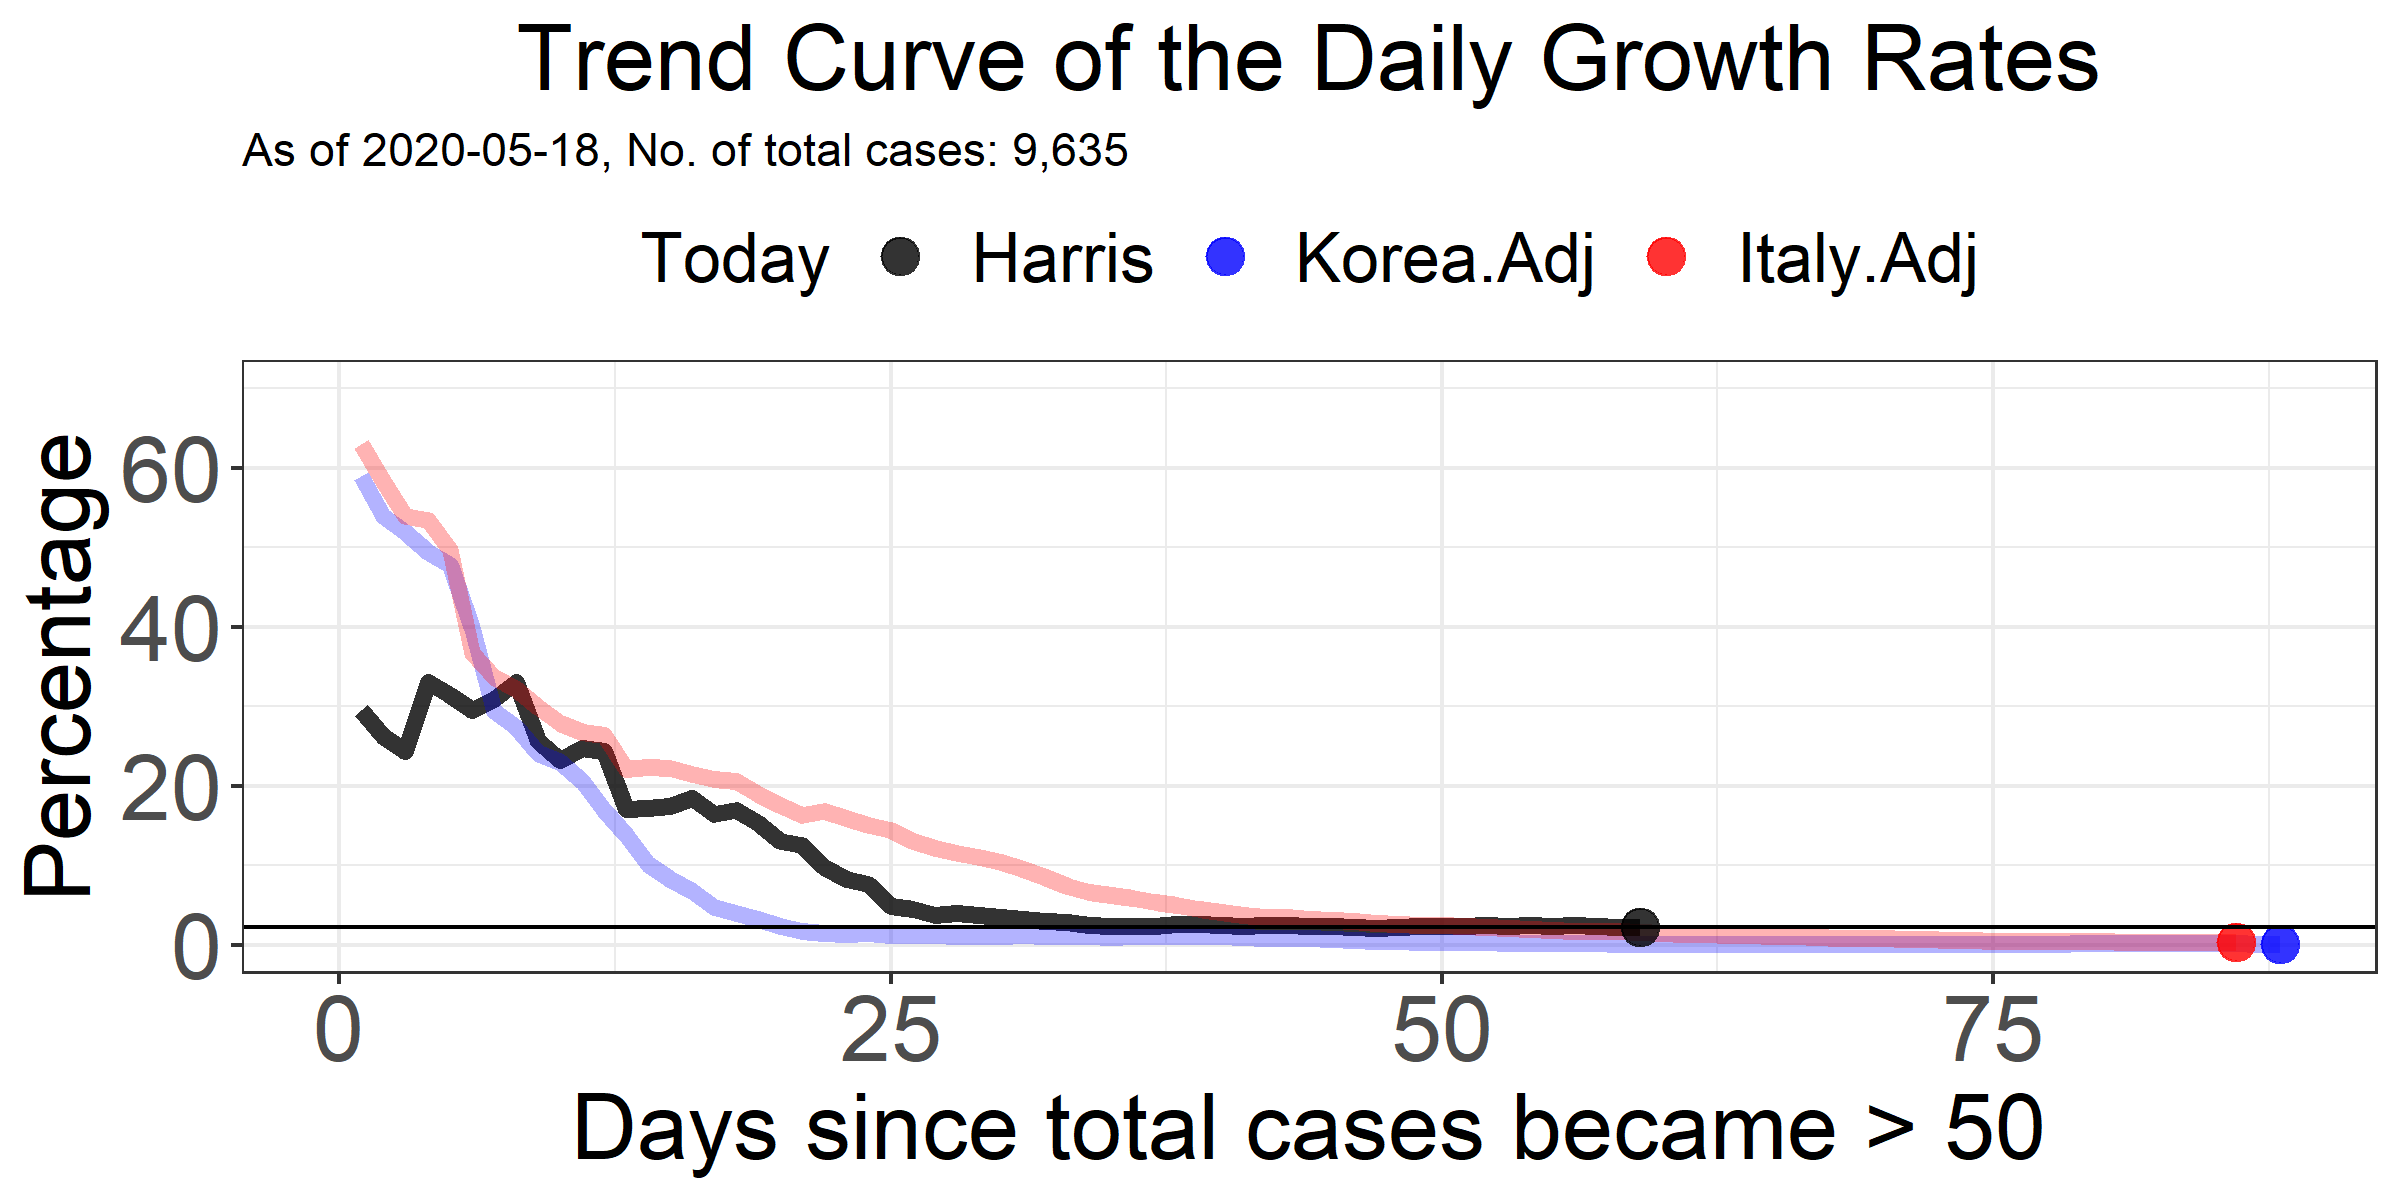 Trend Curve of the Daily Growth Rates
As of 2020-05-18, No. of total cases: 9,635
Today Harris Korea.Adj Italy.Adj
Percentage
60
40
20
0
0 25 50 75
Days since total cases became > 50